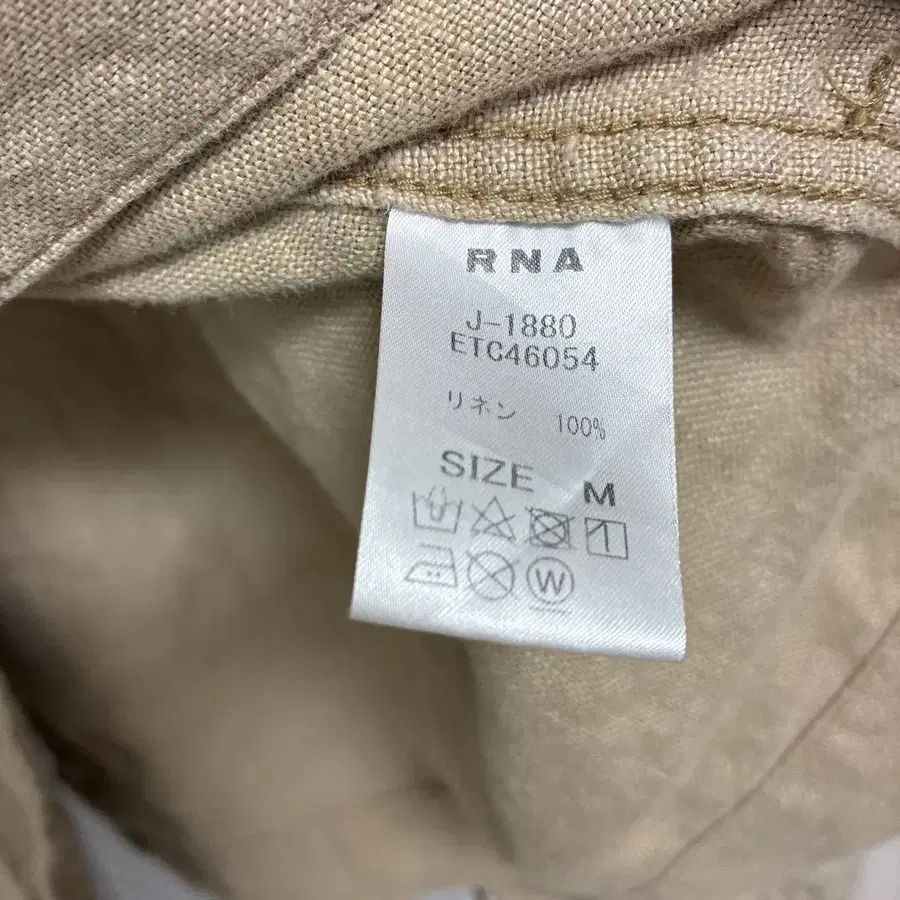 RNA
J-1880
ETC46054
リネン 100%
SIZE M
W